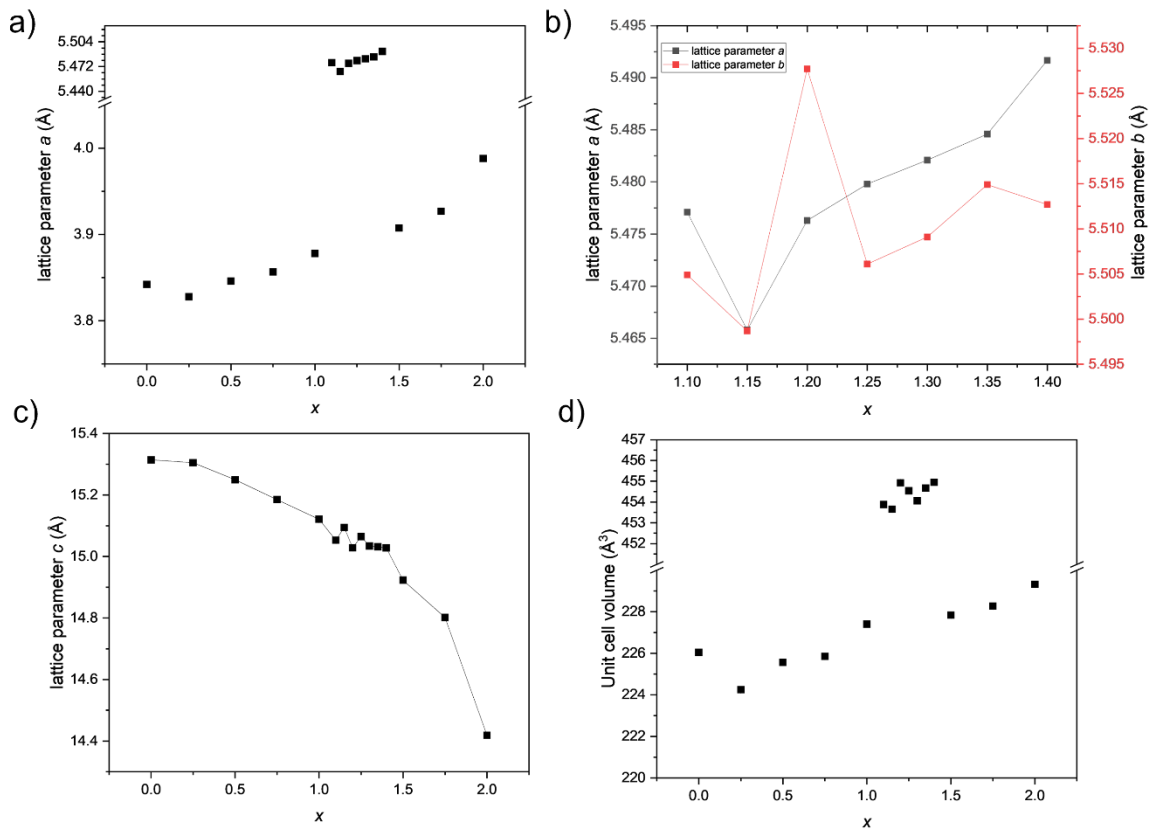 a)
5.504
5.472
5.440
4.0
3.9
3.8
lattice parameter a (Å)
0.0 0.5 1.0 1.5 2.0
x
b)
5.495
5.490
5.485
5.480
5.475
5.470
5.465
lattice parameter a (Å)
lattice parameter a
lattice parameter b
5.530
5.525
5.520
5.515
5.510
5.505
5.500
5.495
lattice parameter b (Å)
1.10 1.15 1.20 1.25 1.30 1.35 1.40
x
c)
15.4
15.2
15.0
14.8
14.6
14.4
lattice parameter c (Å)
0.0 0.5 1.0 1.5 2.0
x
d)
457
456
455
454
453
452
228
226
224
222
220
Unit cell volume (Å³)
0.0 0.5 1.0 1.5 2.0
x